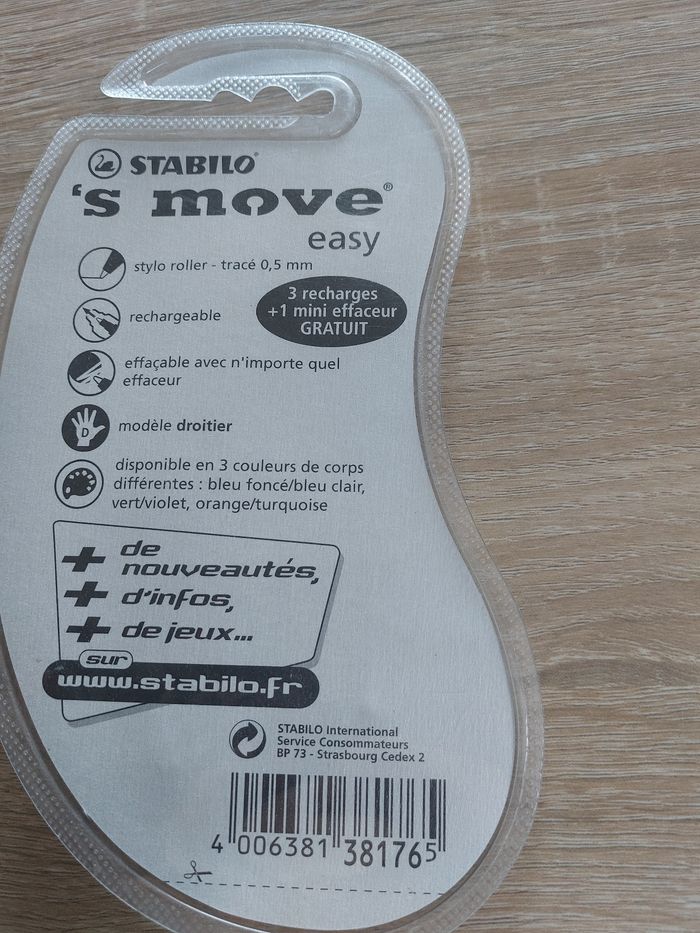 STABILO®
's move®
easy
stylo roller - tracé 0,5 mm
3 recharges
+1 mini effaceur
GRATUIT
rechargeable
effaçable avec n'importe quel
effaceur
D
modèle droitier
disponible en 3 couleurs de corps
différentes : bleu foncé/bleu clair,
vert/violet, orange/turquoise
+ de
nouveautés,
+ d'infos,
+ de jeux...
sur
www.stabilo.fr
STABILO International
Service Consommateurs
BP 73 - Strasbourg Cedex 2
4 006381 381765